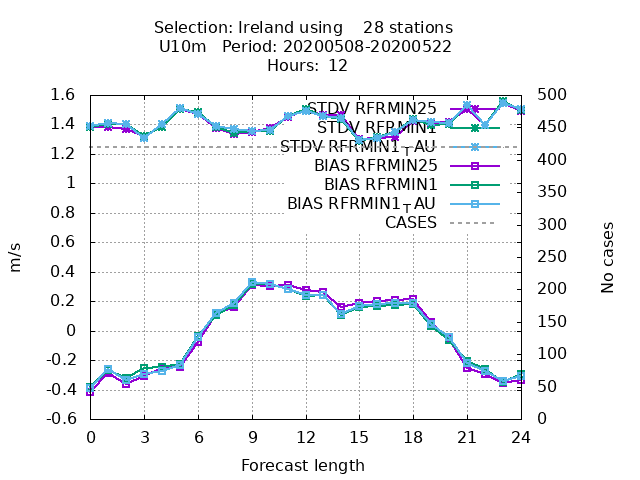 Selection: Ireland using    28 stations
U10m   Period: 20200508-20200522
Hours: 12
1.6
1.4
1.2
1
0.8
0.6
0.4
0.2
0
-0.2
-0.4
-0.6
m/s
STDV RFRMIN25
STDV RFRMIN1
STDV RFRMIN1_TAU
BIAS RFRMIN25
BIAS RFRMIN1
BIAS RFRMIN1_TAU
CASES
500
450
400
350
300
250
200
150
100
50
0
No cases
0 3 6 9 12 15 18 21 24
Forecast length